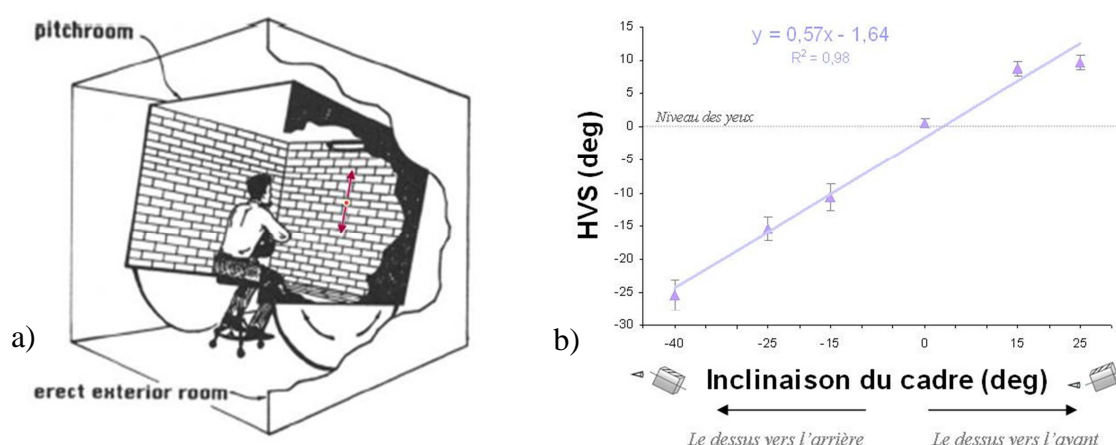 pitchroom
erect exterior room
a)
y = 0,57x - 1,64
R² = 0,98
Niveau des yeux
HVS (deg)
15
10
5
0
-5
-10
-15
-20
-25
-30
-40
-25
-15
0
15
25
b)
Inclinaison du cadre (deg)
Le dessus vers l'arrière
Le dessus vers l'avant